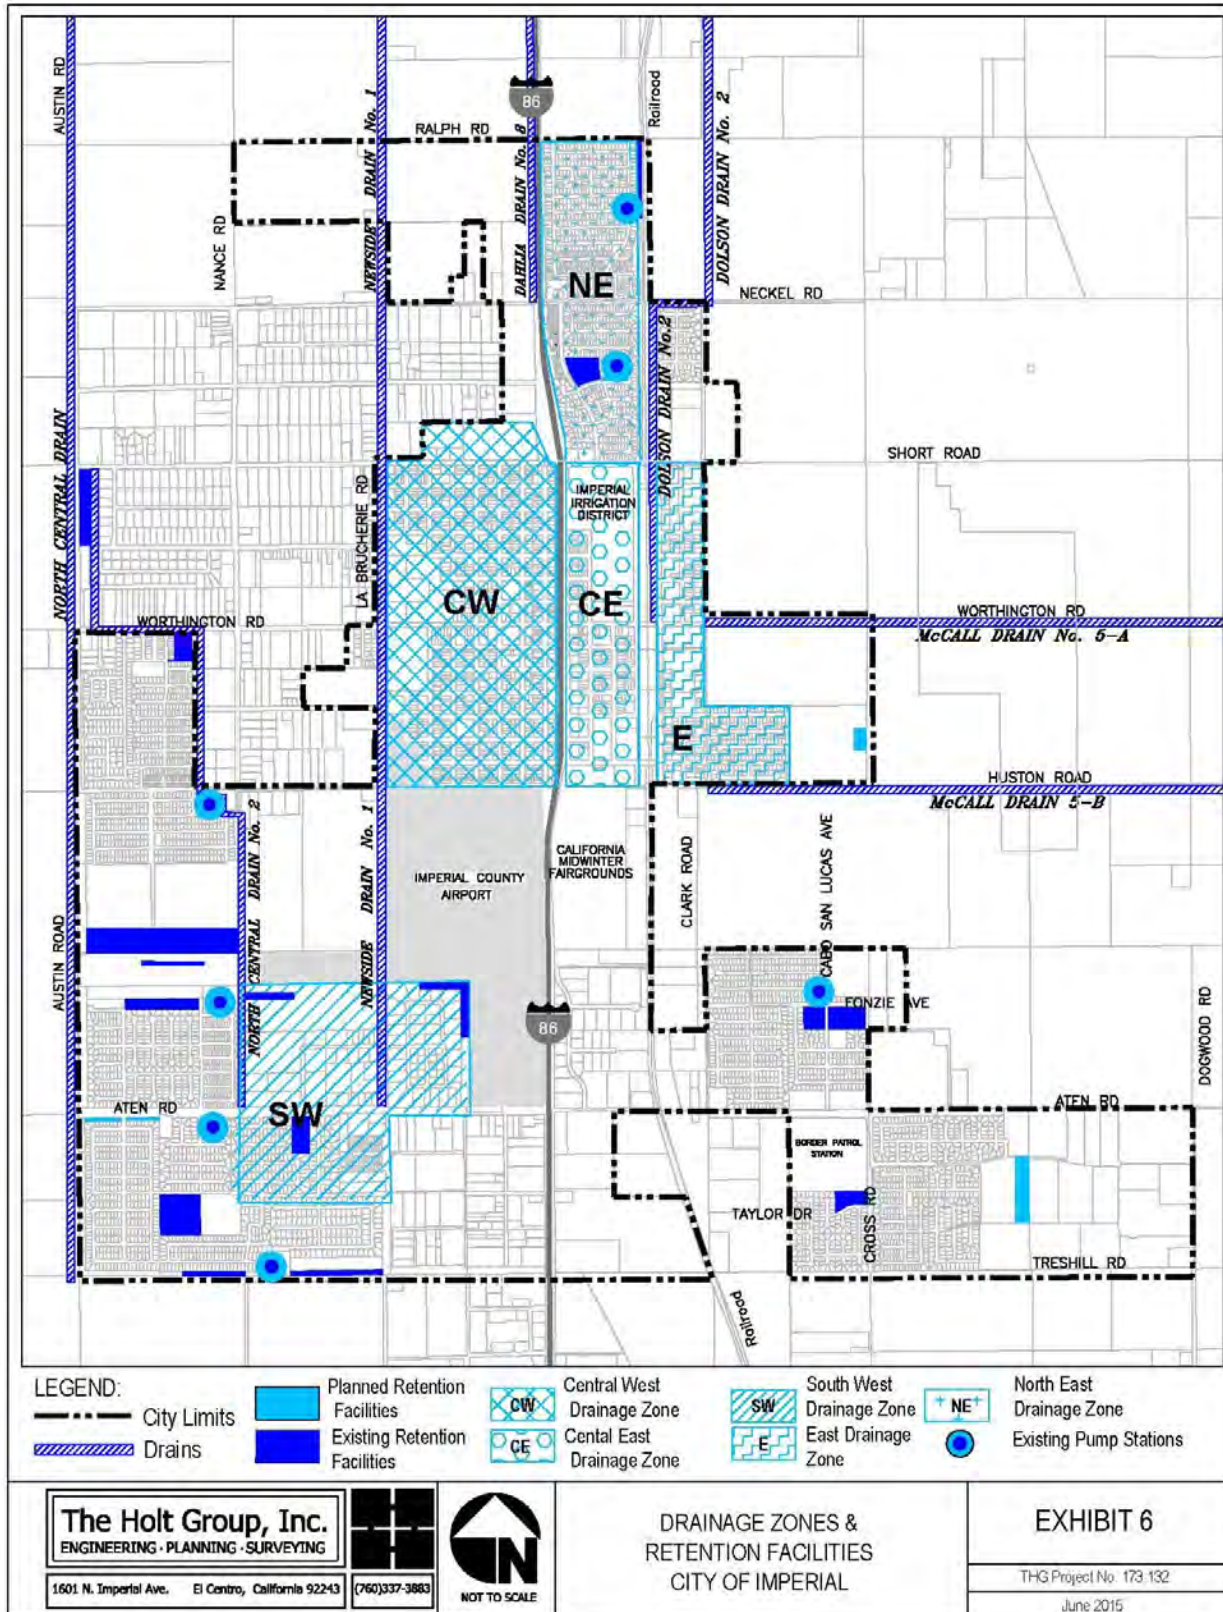 AUSTIN RD
NEWSIDE DRAIN No. 1
86
Railroad
DOLSON DRAIN No. 2
RALPH RD
DAHLIA DRAIN No. 8
NANCE RD
NE
NECKEL RD
DOLSON DRAIN No.2
SHORT ROAD
NORTH CENTRAL DRAIN
LA BRUCHERIE RD
IMPERIAL
IRRIGATION
DISTRICT
CW
CE
WORTHINGTON RD
WORTHINGTON RD
McCALL DRAIN No. 5-A
E
HUSTON ROAD
McCALL DRAIN 5-B
NORTH CENTRAL DRAIN No. 2
NEWSIDE DRAIN No. 1
IMPERIAL COUNTY
AIRPORT
CALIFORNIA
MIDWINTER
FAIRGROUNDS
CLARK ROAD
CABO SAN LUCAS AVE
AUSTIN ROAD
FONZIE AVE
86
DOGWOOD RD
ATEN RD
SW
ATEN RD
BORDER PATROL
STATION
TAYLOR DR
CROSS RD
TRESHILL RD
Railroad
LEGEND:
City Limits
Drains
Planned Retention
Facilities
Existing Retention
Facilities
CW
Central West
Drainage Zone
CE
Cental East
Drainage Zone
SW
South West
Drainage Zone
E
East Drainage
Zone
NE
North East
Drainage Zone
Existing Pump Stations
The Holt Group, Inc.
ENGINEERING · PLANNING · SURVEYING
1601 N. Imperial Ave. El Centro, California 92243
(760)337-3883
N
NOT TO SCALE
DRAINAGE ZONES &
RETENTION FACILITIES
CITY OF IMPERIAL
EXHIBIT 6
THG Project No. 173.132
June 2015